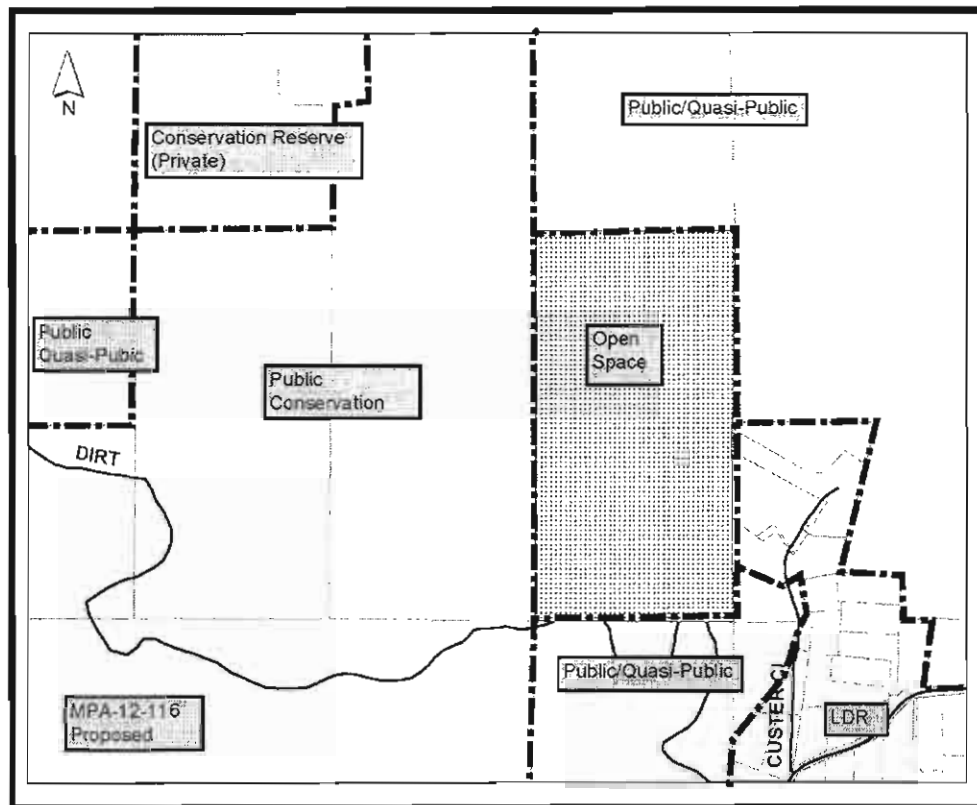 N
Public/Quasi-Public
Conservation Reserve
(Private)
Public
Quasi-Pubic
Open
Space
Public
Conservation
DIRT
Public/Quasi-Public
MPA-12-116
Proposed
CUSTER CI
LDR